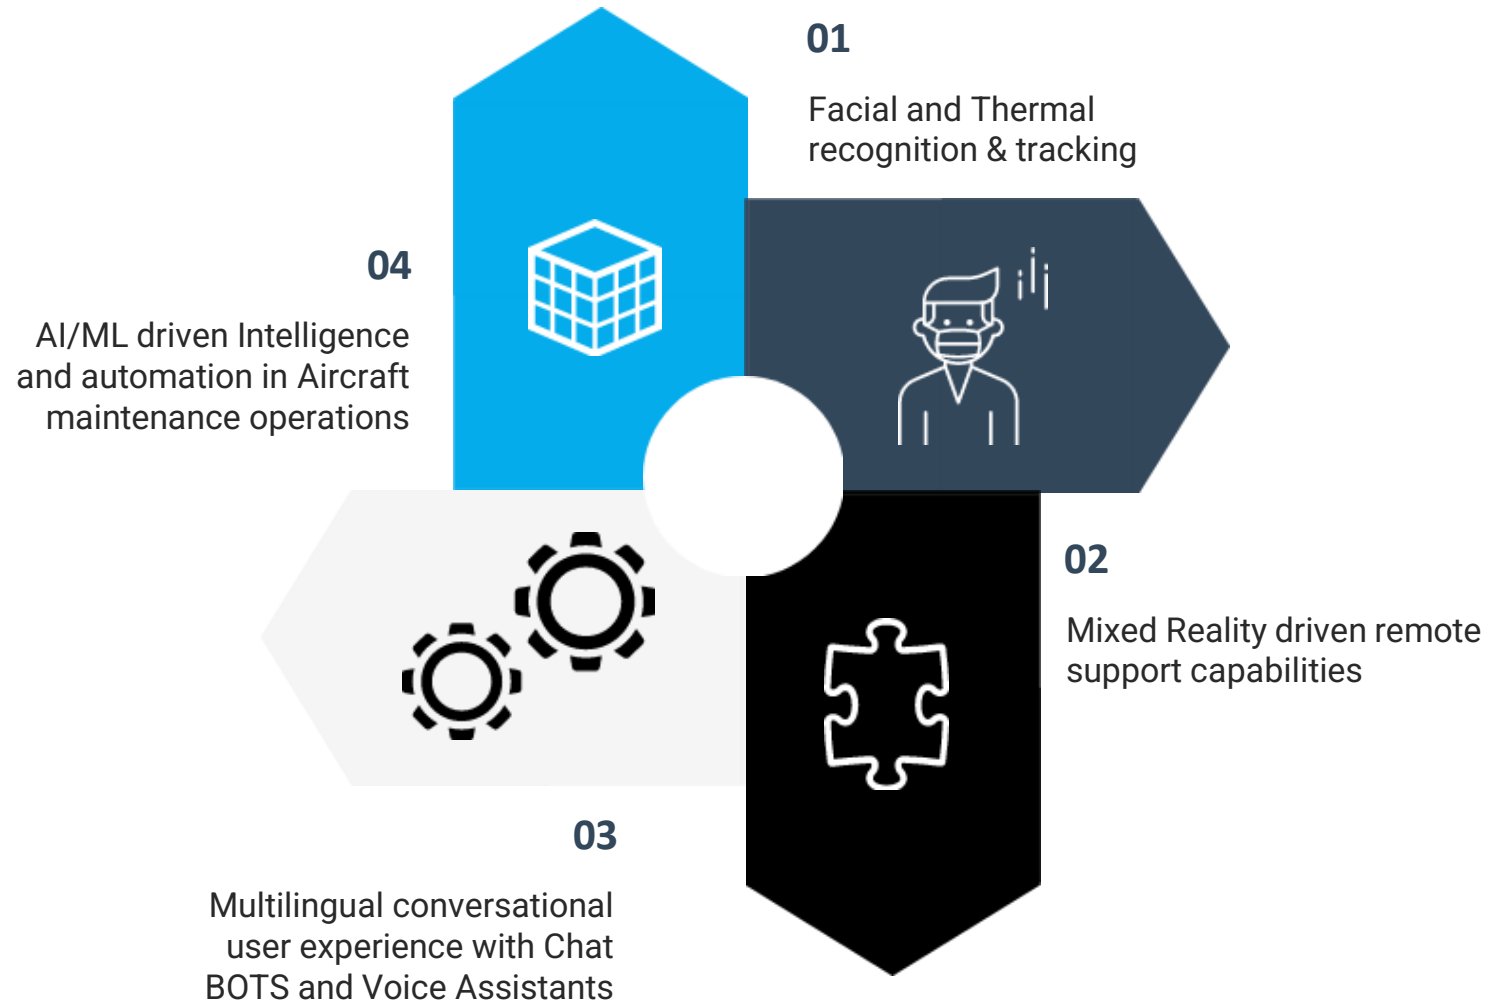 01
Facial and Thermal
recognition & tracking
02
Mixed Reality driven remote
support capabilities
03
Multilingual conversational
user experience with Chat
BOTS and Voice Assistants
04
AI/ML driven Intelligence
and automation in Aircraft
maintenance operations